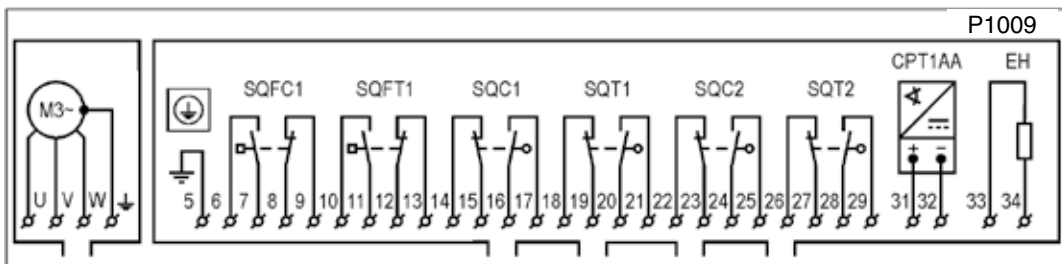 P1009
CPT1AA EH
SQFC1 SQFT1 SQC1 SQT1 SQC2 SQT2
M3~
+ −
U V W 5 6 7 8 9 10 11 12 13 14 15 16 17 18 19 20 21 22 23 24 25 26 27 28 29 31 32 33 34